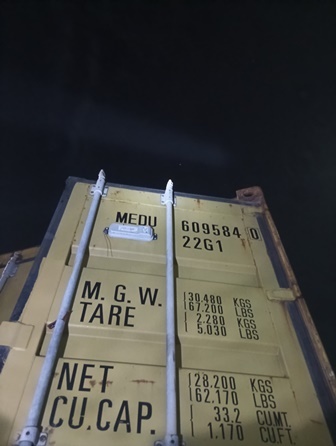 MEDU 609584 0
22G1
M.G.W. 30.480 KGS
67.200 LBS
TARE 2.280 KGS
5.030 LBS
NET 28.200 KGS
62.170 LBS
CU.CAP. 33.2 CU.MT
1.170 CU.FT